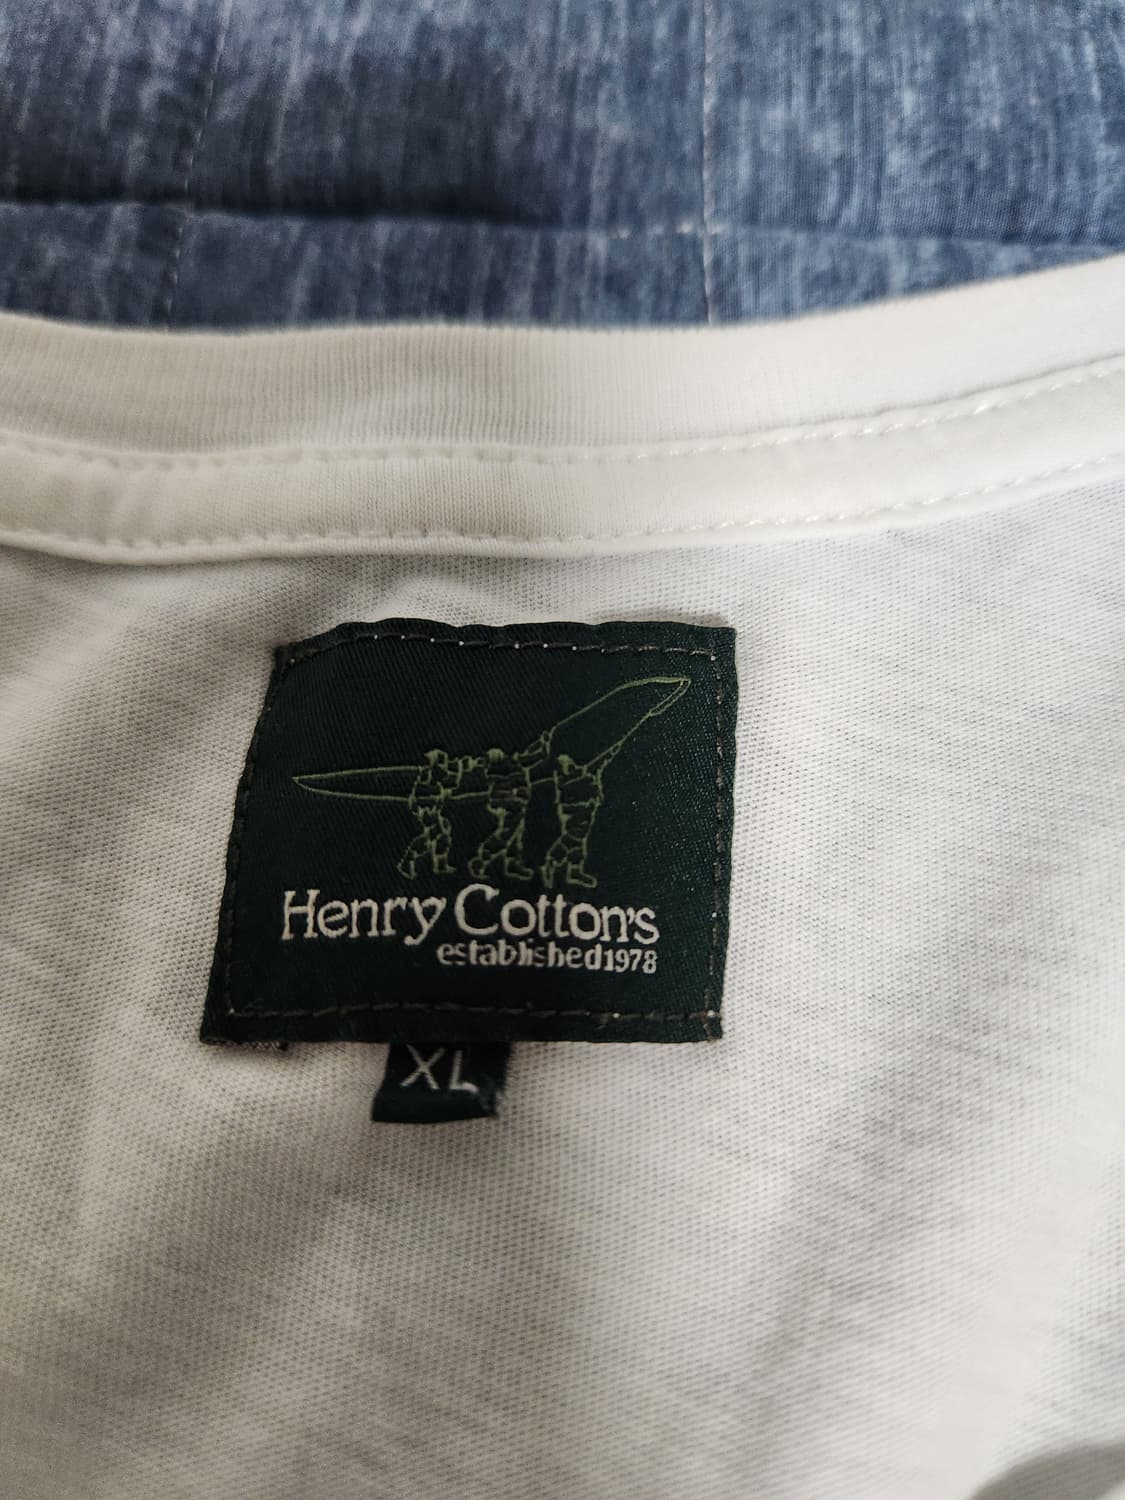 Henry Cotton's
established1978
XL